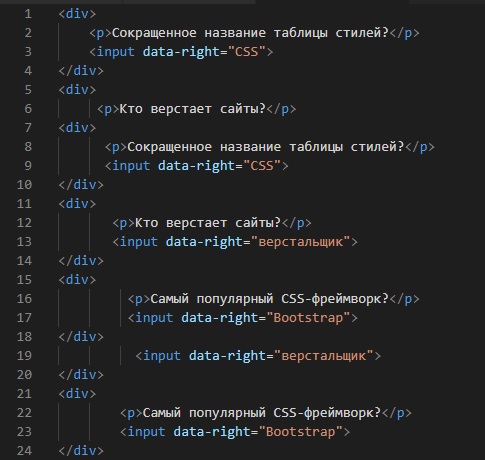 1 <div>
2 <p>Сокращенное название таблицы стилей?</p>
3 <input data-right="CSS">
4 </div>
5 <div>
6 <p>Кто верстает сайты?</p>
7 <div>
8 <p>Сокращенное название таблицы стилей?</p>
9 <input data-right="CSS">
10 </div>
11 <div>
12 <p>Кто верстает сайты?</p>
13 <input data-right="верстальщик">
14 </div>
15 <div>
16 <p>Самый популярный CSS-фреймворк?</p>
17 <input data-right="Bootstrap">
18 </div>
19 <input data-right="верстальщик">
20 </div>
21 <div>
22 <p>Самый популярный CSS-фреймворк?</p>
23 <input data-right="Bootstrap">
24 </div>